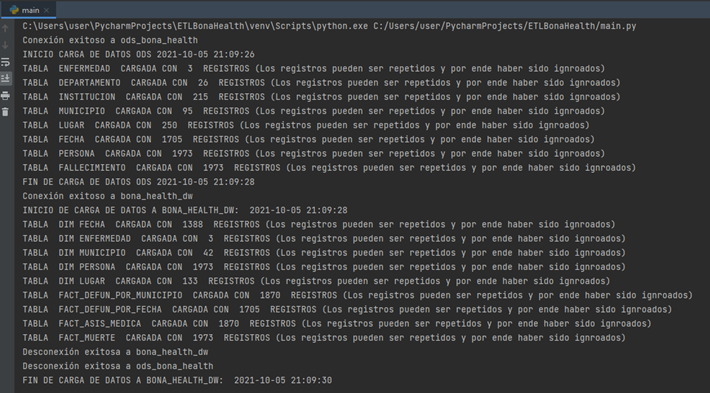 main
C:\Users\user\PycharmProjects\ETLBonaHealth\venv\Scripts\python.exe C:/Users/user/PycharmProjects/ETLBonaHealth/main.py
Conexión exitoso a ods_bona_health
INICIO CARGA DE DATOS ODS 2021-10-05 21:09:26
TABLA  ENFERMEDAD  CARGADA CON  3  REGISTROS (Los registros pueden ser repetidos y por ende haber sido ignroados)
TABLA  DEPARTAMENTO  CARGADA CON  26  REGISTROS (Los registros pueden ser repetidos y por ende haber sido ignroados)
TABLA  INSTITUCION  CARGADA CON  215  REGISTROS (Los registros pueden ser repetidos y por ende haber sido ignroados)
TABLA  MUNICIPIO  CARGADA CON  95  REGISTROS (Los registros pueden ser repetidos y por ende haber sido ignroados)
TABLA  LUGAR  CARGADA CON  250  REGISTROS (Los registros pueden ser repetidos y por ende haber sido ignroados)
TABLA  FECHA  CARGADA CON  1705  REGISTROS (Los registros pueden ser repetidos y por ende haber sido ignroados)
TABLA  PERSONA  CARGADA CON  1973  REGISTROS (Los registros pueden ser repetidos y por ende haber sido ignroados)
TABLA  FALLECIMIENTO  CARGADA CON  1973  REGISTROS (Los registros pueden ser repetidos y por ende haber sido ignroados)
FIN DE CARGA DE DATOS ODS 2021-10-05 21:09:28
Conexión exitoso a bona_health_dw
INICIO DE CARGA DE DATOS A BONA_HEALTH_DW:  2021-10-05 21:09:28
TABLA  DIM FECHA  CARGADA CON  1388  REGISTROS (Los registros pueden ser repetidos y por ende haber sido ignroados)
TABLA  DIM ENFERMEDAD  CARGADA CON  3  REGISTROS (Los registros pueden ser repetidos y por ende haber sido ignroados)
TABLA  DIM MUNICIPIO  CARGADA CON  42  REGISTROS (Los registros pueden ser repetidos y por ende haber sido ignroados)
TABLA  DIM PERSONA  CARGADA CON  1973  REGISTROS (Los registros pueden ser repetidos y por ende haber sido ignroados)
TABLA  DIM LUGAR  CARGADA CON  133  REGISTROS (Los registros pueden ser repetidos y por ende haber sido ignroados)
TABLA  FACT_DEFUN_POR_MUNICIPIO  CARGADA CON  1870  REGISTROS (Los registros pueden ser repetidos y por ende haber sido ignroados)
TABLA  FACT_DEFUN_POR_FECHA  CARGADA CON  1705  REGISTROS (Los registros pueden ser repetidos y por ende haber sido ignroados)
TABLA  FACT_ASIS_MEDICA  CARGADA CON  1870  REGISTROS (Los registros pueden ser repetidos y por ende haber sido ignroados)
TABLA  FACT_MUERTE  CARGADA CON  1973  REGISTROS (Los registros pueden ser repetidos y por ende haber sido ignroados)
Desconexión exitosa a bona_health_dw
Desconexión exitosa a ods_bona_health
FIN DE CARGA DE DATOS A BONA_HEALTH_DW:  2021-10-05 21:09:30